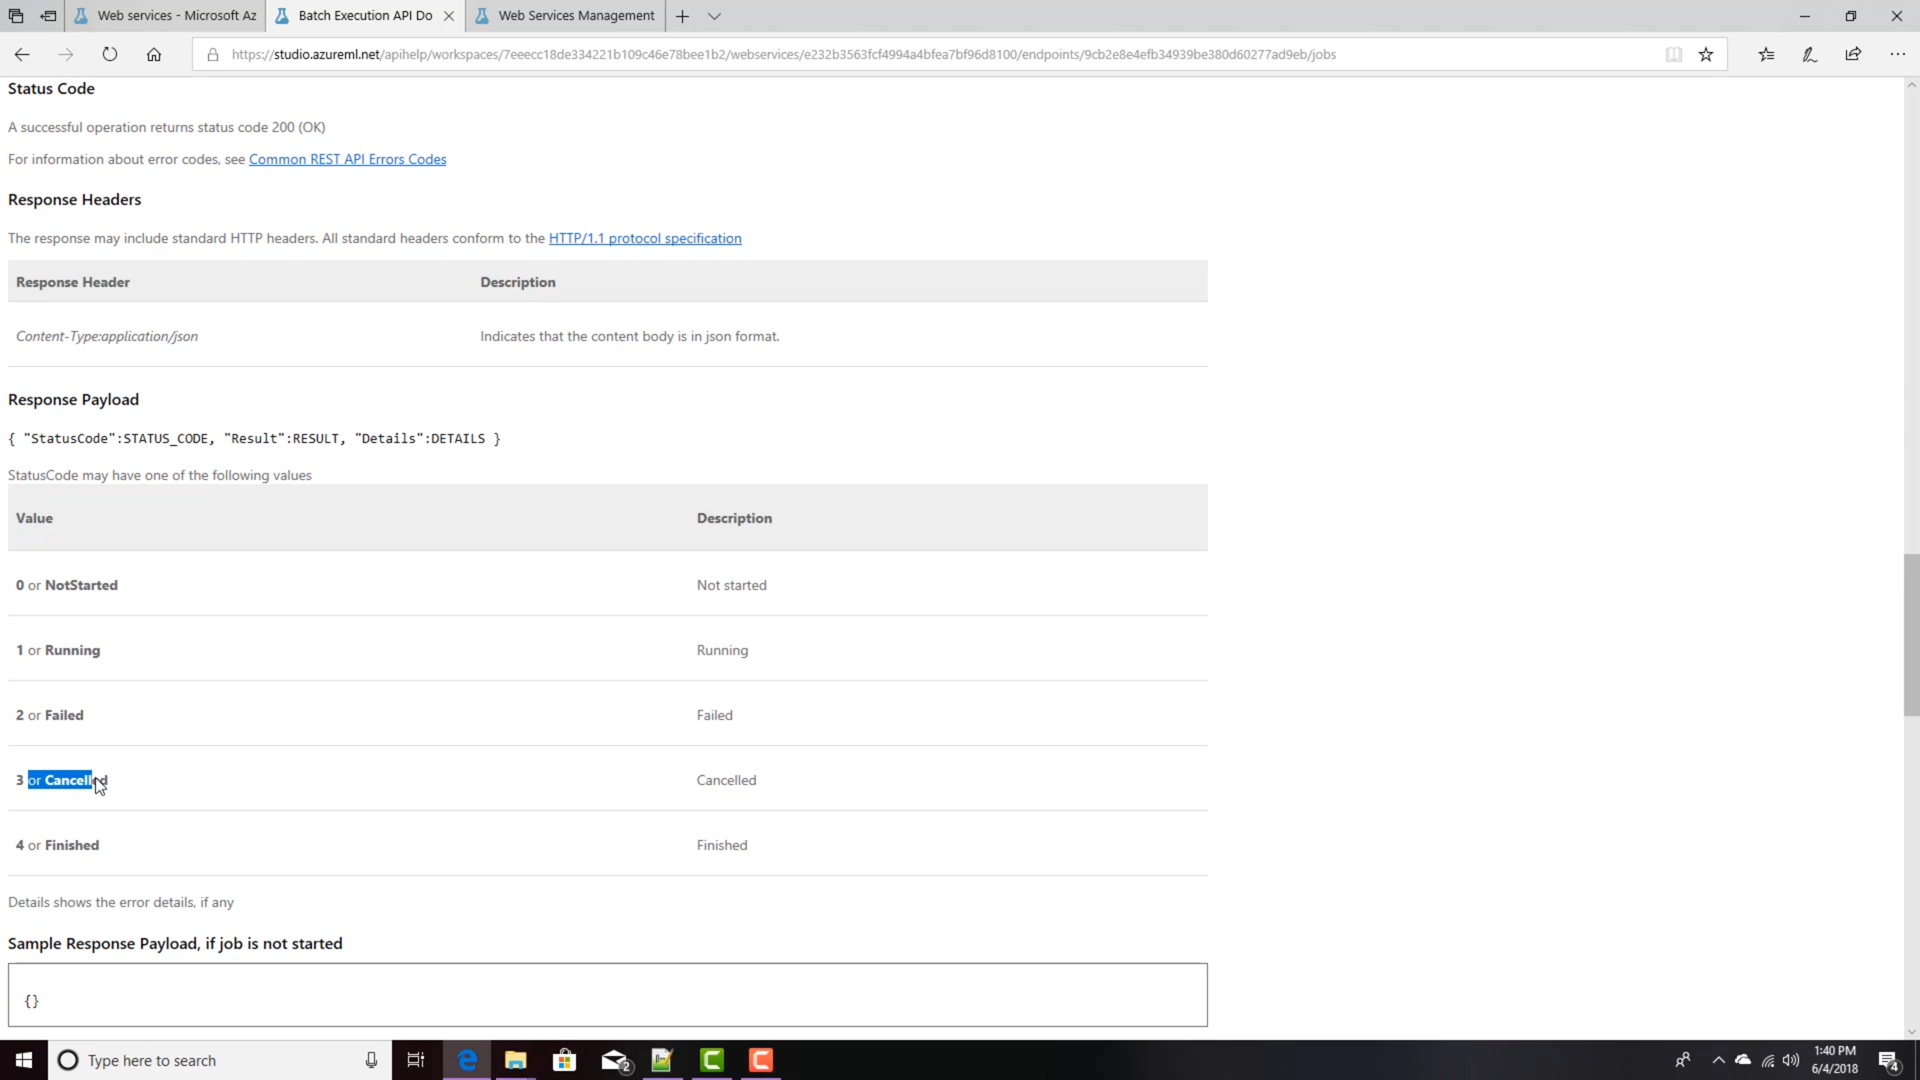 Web services - Microsoft Az
Batch Execution API Do
Web Services Management
https://studio.azureml.net/apihelp/workspaces/7eeecc18de334221b109c46e78bee1b2/webservices/e232b3563fcf4994a4bfea7bf96d8100/endpoints/9cb2e8e4efb34939be380d60277ad9eb/jobs
Status Code
A successful operation returns status code 200 (OK)
For information about error codes, see Common REST API Errors Codes
Response Headers
The response may include standard HTTP headers. All standard headers conform to the HTTP/1.1 protocol specification
Response Header Description
Content-Type:application/json Indicates that the content body is in json format.
Response Payload
{ "StatusCode":STATUS_CODE, "Result":RESULT, "Details":DETAILS }
StatusCode may have one of the following values
Value Description
0 or NotStarted Not started
1 or Running Running
2 or Failed Failed
3 or Cancelled Cancelled
4 or Finished Finished
Details shows the error details, if any
Sample Response Payload, if job is not started
{}
Type here to search
2
1:40 PM
6/4/2018
4